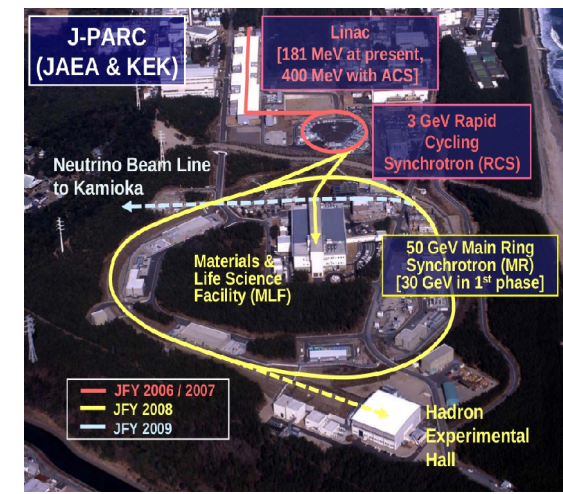 J-PARC
(JAEA & KEK)
Linac
[181 MeV at present,
400 MeV with ACS]
3 GeV Rapid
Cycling
Synchrotron (RCS)
Neutrino Beam Line
to Kamioka
Materials &
Life Science
Facility (MLF)
50 GeV Main Ring
Synchrotron (MR)
[30 GeV in 1st phase]
JFY 2006 / 2007
JFY 2008
JFY 2009
Hadron
Experimental
Hall